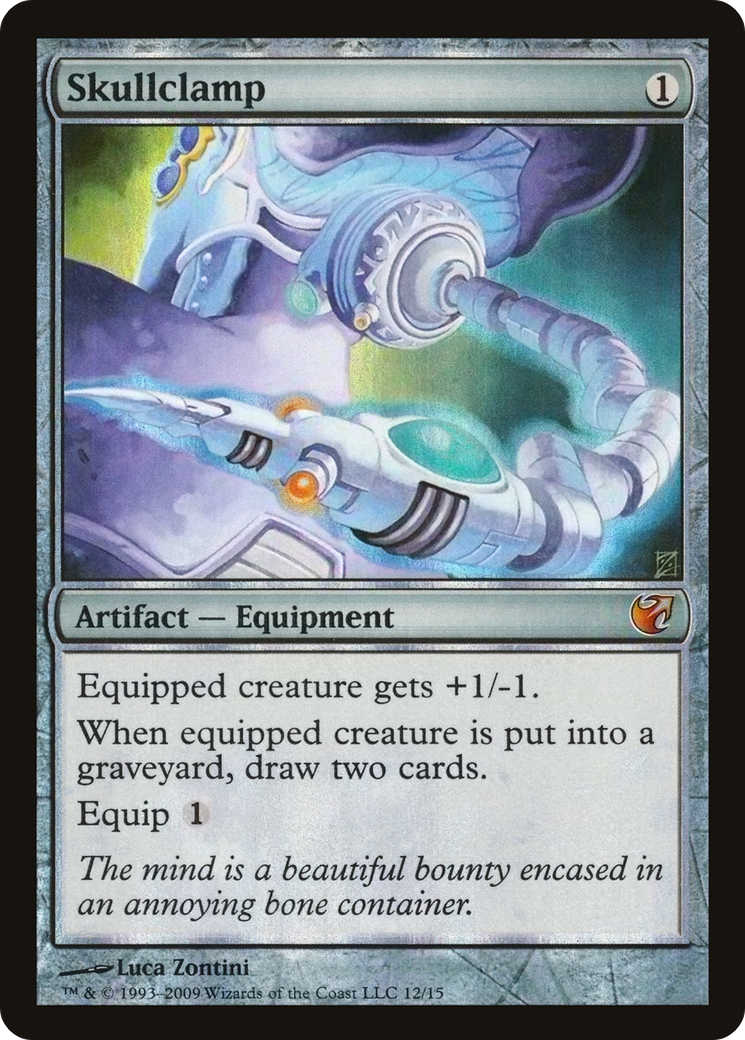 Skullclamp 1
Artifact — Equipment
Equipped creature gets +1/-1.
When equipped creature is put into a
graveyard, draw two cards.
Equip 1
The mind is a beautiful bounty encased in
an annoying bone container.
Luca Zontini
™ & © 1993–2009 Wizards of the Coast LLC 12/15